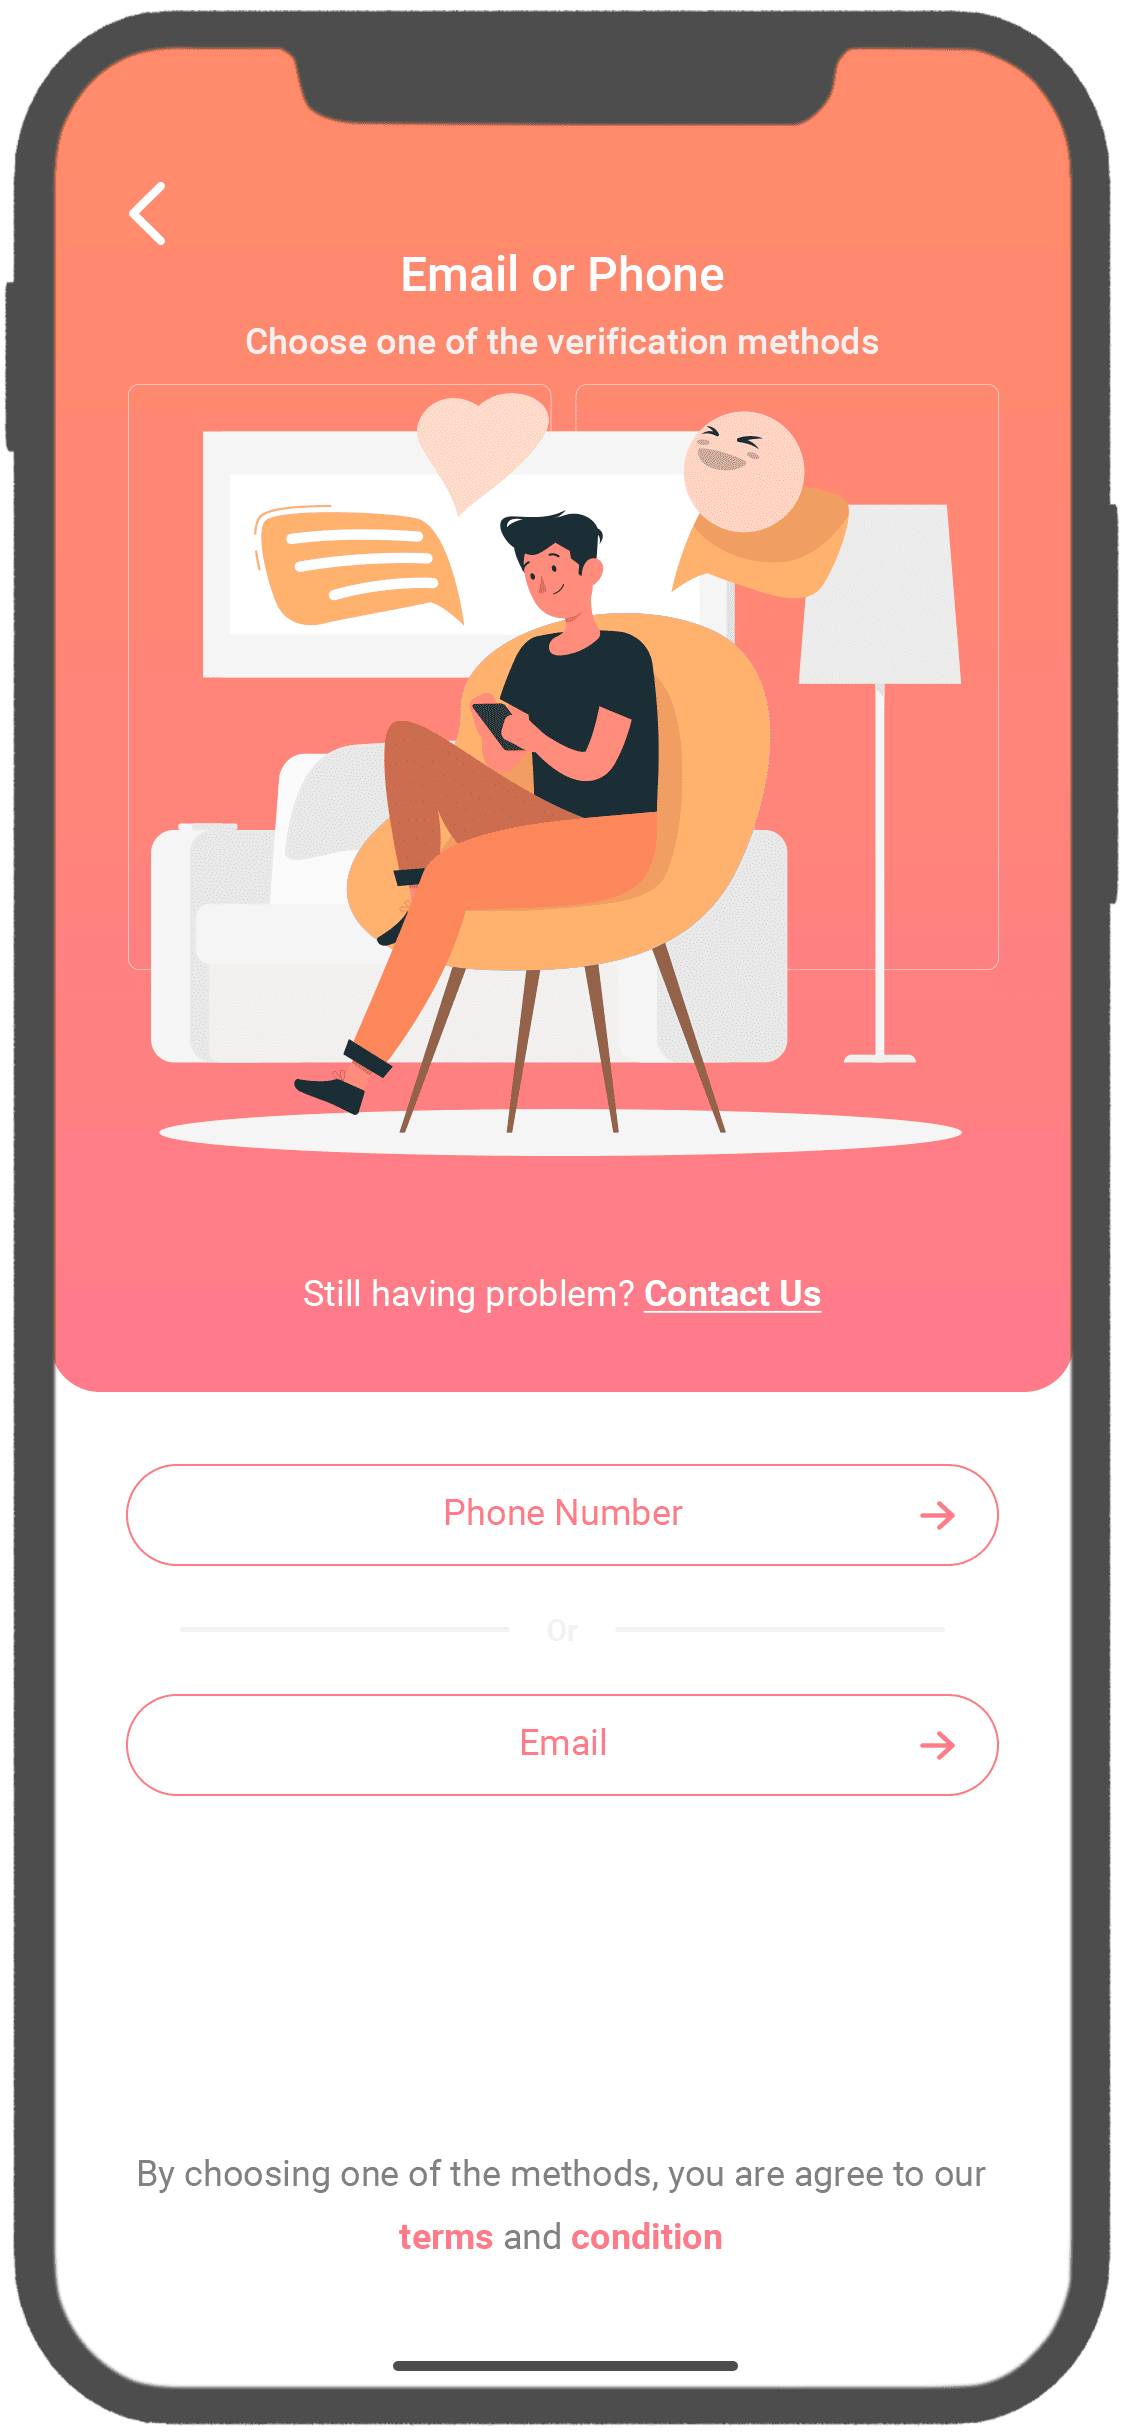 Email or Phone
Choose one of the verification methods
Still having problem? Contact Us
Phone Number
Or
Email
By choosing one of the methods, you are agree to our
terms and condition